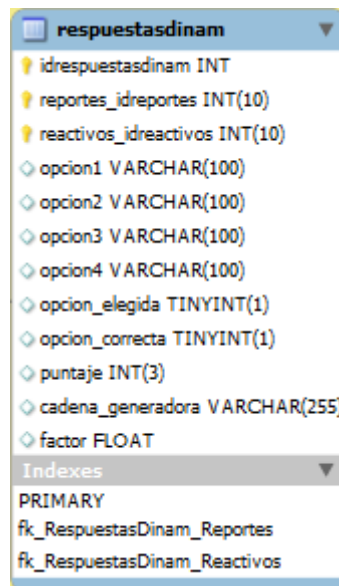 respuestasdinam
idrespuestasdinam INT
reportes_idreportes INT(10)
reactivos_idreactivos INT(10)
opcion1 VARCHAR(100)
opcion2 VARCHAR(100)
opcion3 VARCHAR(100)
opcion4 VARCHAR(100)
opcion_elegida TINYINT(1)
opcion_correcta TINYINT(1)
puntaje INT(3)
cadena_generadora VARCHAR(255)
factor FLOAT
Indexes
PRIMARY
fk_RespuestasDinam_Reportes
fk_RespuestasDinam_Reactivos